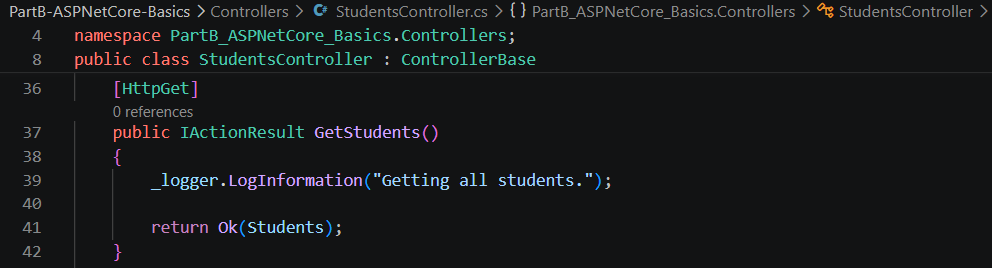 PartB-ASPNetCore-Basics > Controllers > StudentsController.cs > {} PartB_ASPNetCore_Basics.Controllers > StudentsController >
4 namespace PartB_ASPNetCore_Basics.Controllers;
8 public class StudentsController : ControllerBase
36 [HttpGet]
0 references
37 public IActionResult GetStudents()
38 {
39 _logger.LogInformation("Getting all students.");
40
41 return Ok(Students);
42 }